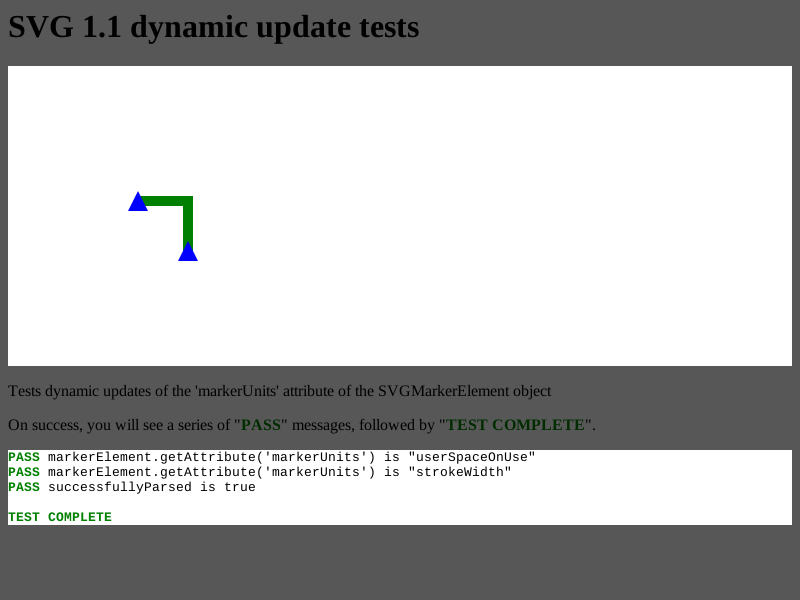 SVG 1.1 dynamic update tests
Tests dynamic updates of the 'markerUnits' attribute of the SVGMarkerElement object
On success, you will see a series of "PASS" messages, followed by "TEST COMPLETE".
PASS markerElement.getAttribute('markerUnits') is "userSpaceOnUse"
PASS markerElement.getAttribute('markerUnits') is "strokeWidth"
PASS successfullyParsed is true
TEST COMPLETE